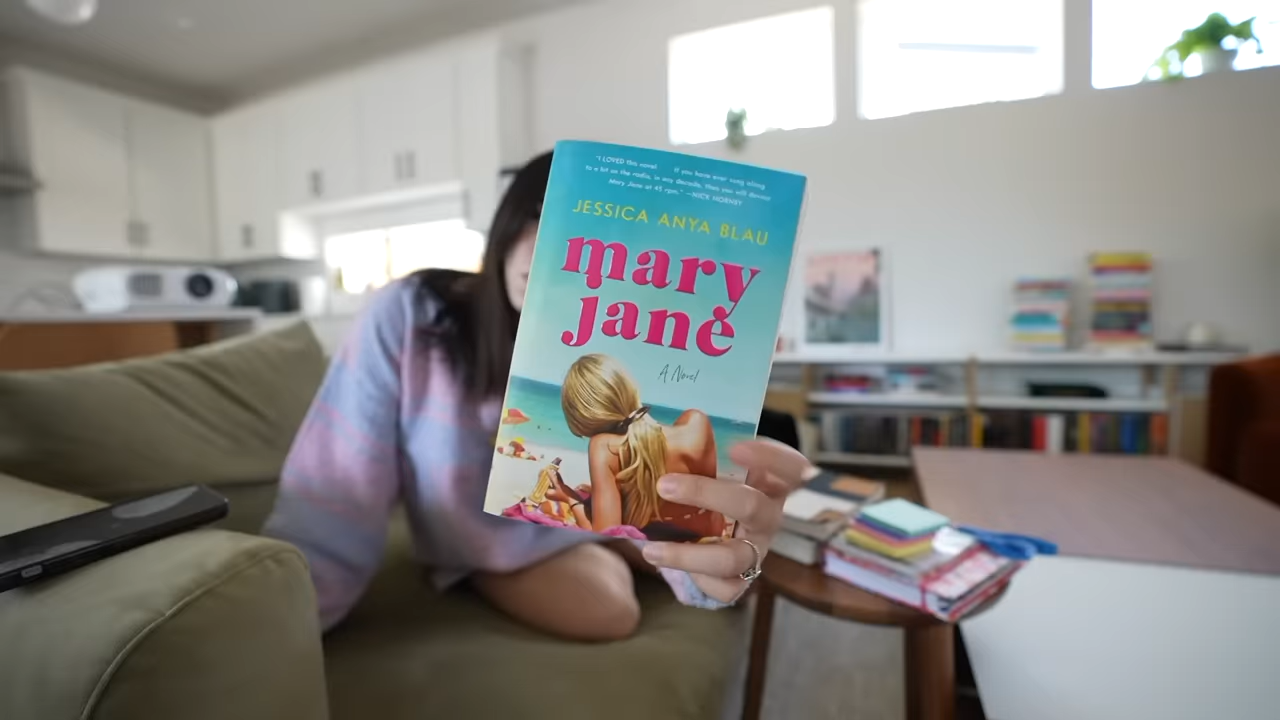 "I LOVED this novel.... If you have ever sung along
to a hit on the radio, in any decade, then you will devour
Mary Jane at 45 rpm." —NICK HORNBY
JESSICA ANYA BLAU
mary
jane
A Novel